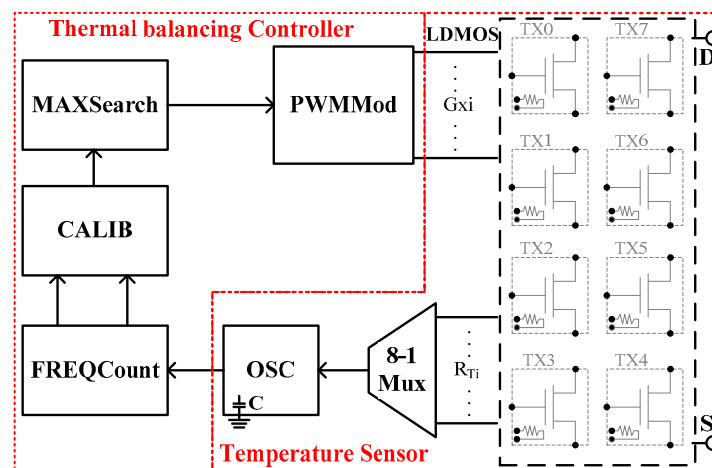 Thermal balancing Controller
LDMOS
TX0
TX7
D
MAXSearch
PWMMod
Gxi
TX1
TX6
CALIB
TX2
TX5
FREQCount
OSC
C
8-1
Mux
R_Ti
TX3
TX4
S
Temperature Sensor